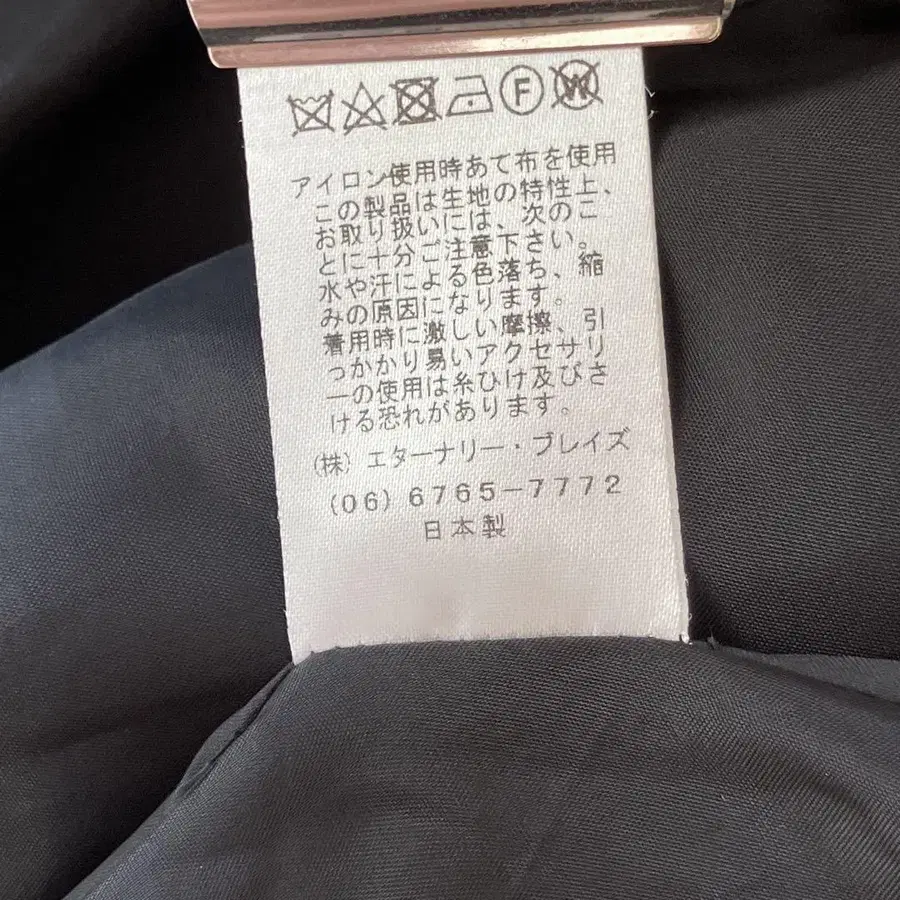 F W
アイロン使用時あて布を使用
この製品は生地の特性上、
お取り扱いには、次のこ
とに十分ご注意下さい。
水や汗による色落ち、縮
みの原因になります。
着用時に激しい摩擦、引
っかかり易いアクセサリ
ーの使用は糸ひけ及びさ
ける恐れがあります。
(株)エターナリー・ブレイズ
(06)6765-7772
日本製